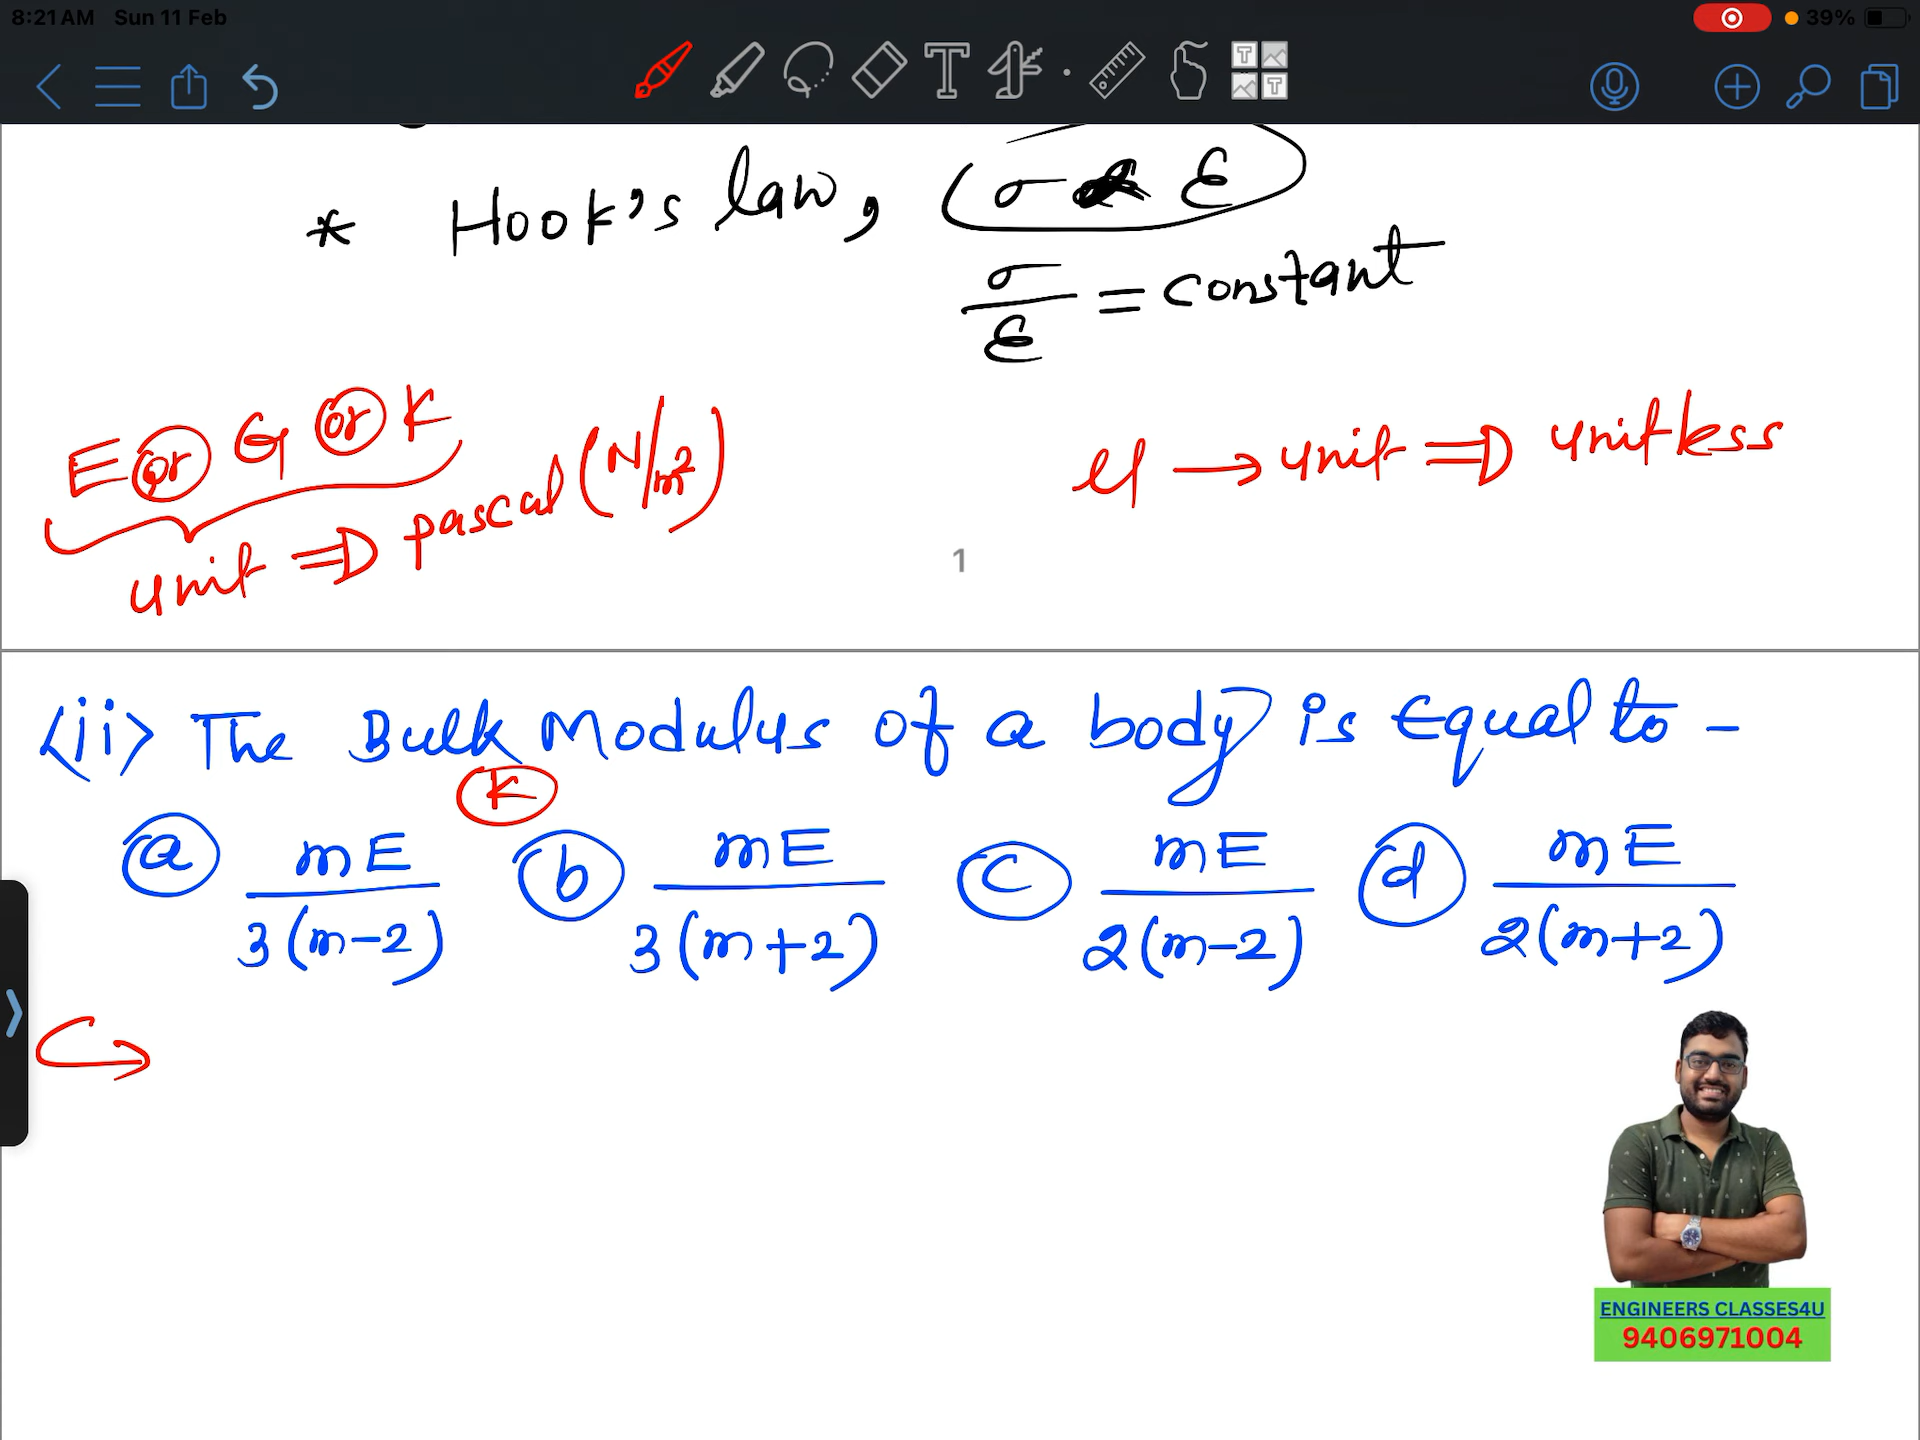 8:21 AM Sun 11 Feb
39%
* Hook's law, σ ε
σ/ε = constant
E or G or K
unit ⇒ pascal (N/m²)
μ → unit ⇒ unitless
1
(ii) The Bulk Modulus of a body is Equal to -
K
(a) mE/3(m-2) (b) mE/3(m+2) (c) mE/2(m-2) (d) mE/2(m+2)
ENGINEERS CLASSES4U
9406971004